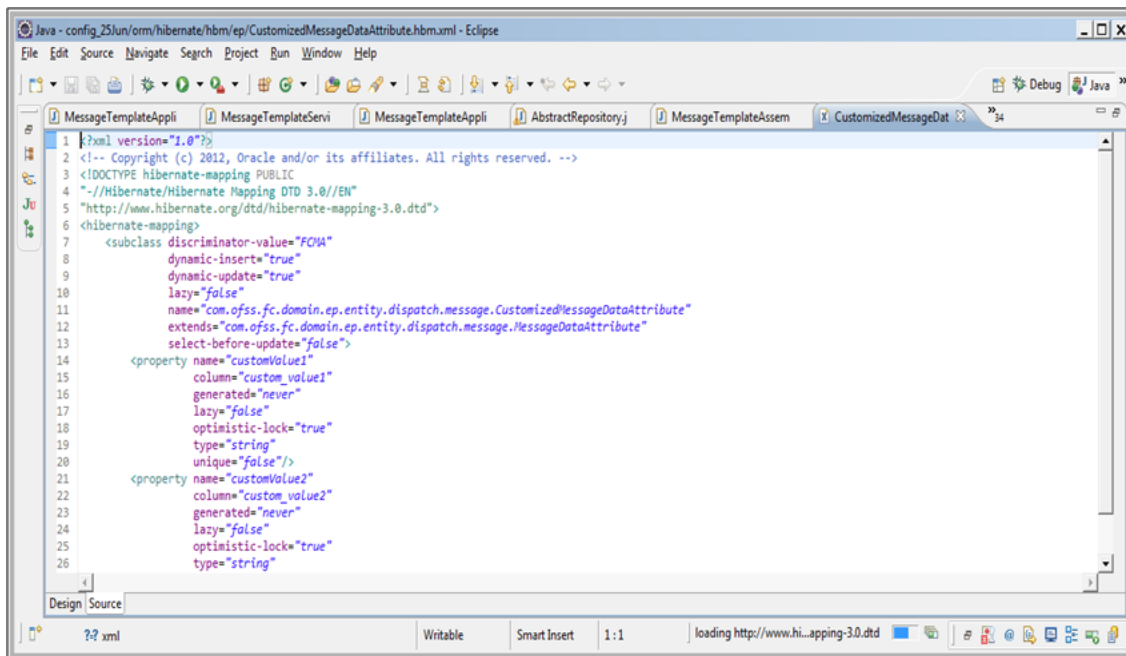 Java - config_25Jun/orm/hibernate/hbm/ep/CustomizedMessageDataAttribute.hbm.xml - Eclipse
File Edit Source Navigate Search Project Run Window Help
Debug Java »
MessageTemplateAppli MessageTemplateServi MessageTemplateAppli AbstractRepository.j MessageTemplateAssem CustomizedMessageDat »34
1 <?xml version="1.0"?>
2 <!-- Copyright (c) 2012, Oracle and/or its affiliates. All rights reserved. -->
3 <!DOCTYPE hibernate-mapping PUBLIC
4 "-//Hibernate/Hibernate Mapping DTD 3.0//EN"
5 "http://www.hibernate.org/dtd/hibernate-mapping-3.0.dtd">
6 <hibernate-mapping>
7 <subclass discriminator-value="FCMA"
8 dynamic-insert="true"
9 dynamic-update="true"
10 lazy="false"
11 name="com.ofss.fc.domain.ep.entity.dispatch.message.CustomizedMessageDataAttribute"
12 extends="com.ofss.fc.domain.ep.entity.dispatch.message.MessageDataAttribute"
13 select-before-update="false">
14 <property name="customValue1"
15 column="custom_value1"
16 generated="never"
17 lazy="false"
18 optimistic-lock="true"
19 type="string"
20 unique="false"/>
21 <property name="customValue2"
22 column="custom_value2"
23 generated="never"
24 lazy="false"
25 optimistic-lock="true"
26 type="string"
Design Source
?-? xml Writable Smart Insert 1:1 loading http://www.hi...apping-3.0.dtd